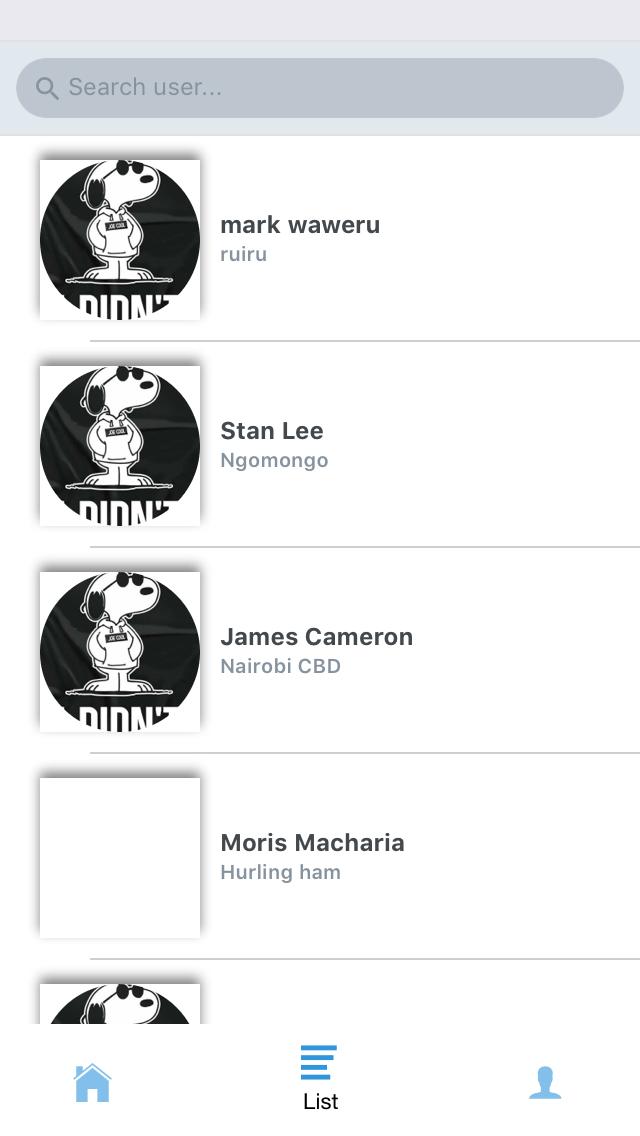 Search user...
JOE COOL
DIDN'T
mark waweru
ruiru
JOE COOL
DIDN'T
Stan Lee
Ngomongo
JOE COOL
DIDN'T
James Cameron
Nairobi CBD
Moris Macharia
Hurling ham
List